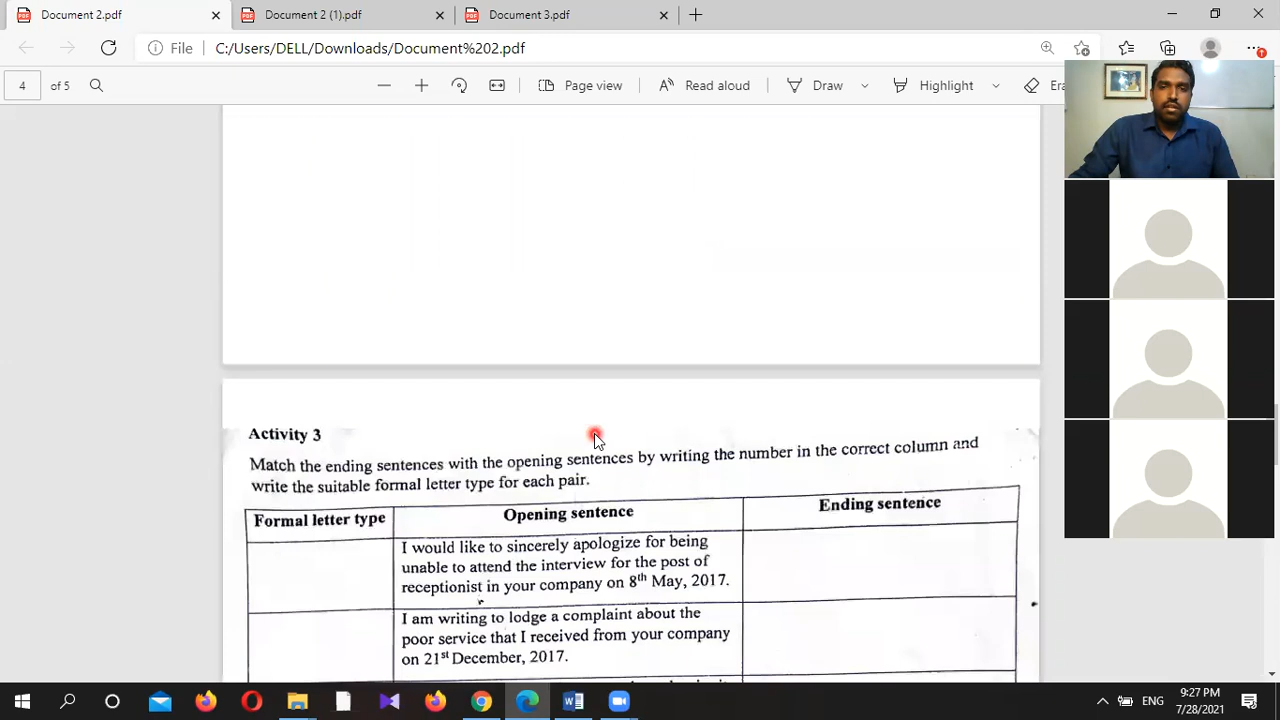 Document 2.pdf
Document 2 (1).pdf
Document 3.pdf
File
C:/Users/DELL/Downloads/Document%202.pdf
4 of 5
Page view
Read aloud
Draw
Highlight
Activity 3
Match the ending sentences with the opening sentences by writing the number in the correct column and
write the suitable formal letter type for each pair.
Formal letter type
Opening sentence
Ending sentence
I would like to sincerely apologize for being
unable to attend the interview for the post of
receptionist in your company on 8th May, 2017.
I am writing to lodge a complaint about the
poor service that I received from your company
on 21st December, 2017.
ENG
9:27 PM
7/28/2021